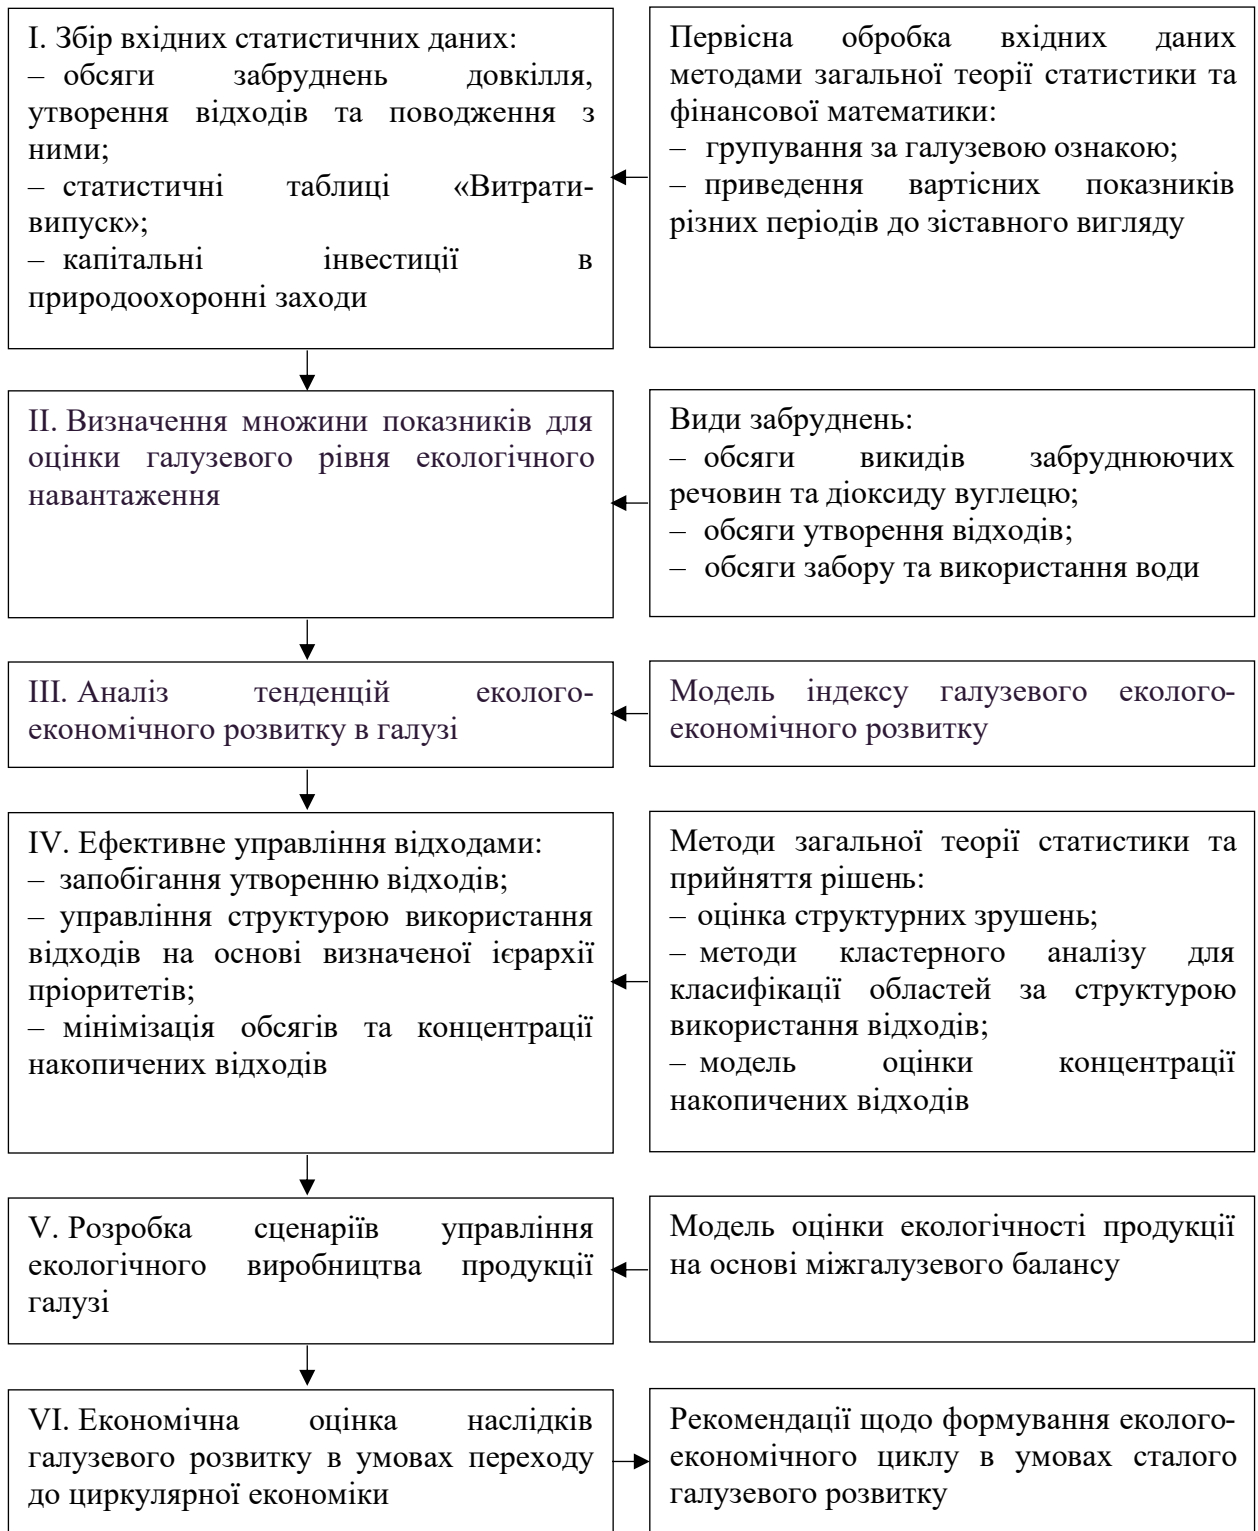 І. Збір вхідних статистичних даних:
– обсяги забруднень довкілля,
утворення відходів та поводження з
ними;
– статистичні таблиці «Витрати-
випуск»;
– капітальні інвестиції в
природоохоронні заходи
Первісна обробка вхідних даних
методами загальної теорії статистики та
фінансової математики:
– групування за галузевою ознакою;
– приведення вартісних показників
різних періодів до зіставного вигляду
ІІ. Визначення множини показників для
оцінки галузевого рівня екологічного
навантаження
Види забруднень:
– обсяги викидів забруднюючих
речовин та діоксиду вуглецю;
– обсяги утворення відходів;
– обсяги забору та використання води
ІІІ. Аналіз тенденцій еколого-
економічного розвитку в галузі
Модель індексу галузевого еколого-
економічного розвитку
IV. Ефективне управління відходами:
– запобігання утворенню відходів;
– управління структурою використання
відходів на основі визначеної ієрархії
пріоритетів;
– мінімізація обсягів та концентрації
накопичених відходів
Методи загальної теорії статистики та
прийняття рішень:
– оцінка структурних зрушень;
– методи кластерного аналізу для
класифікації областей за структурою
використання відходів;
– модель оцінки концентрації
накопичених відходів
V. Розробка сценаріїв управління
екологічного виробництва продукції
галузі
Модель оцінки екологічності продукції
на основі міжгалузевого балансу
VI. Економічна оцінка наслідків
галузевого розвитку в умовах переходу
до циркулярної економіки
Рекомендації щодо формування еколого-
економічного циклу в умовах сталого
галузевого розвитку